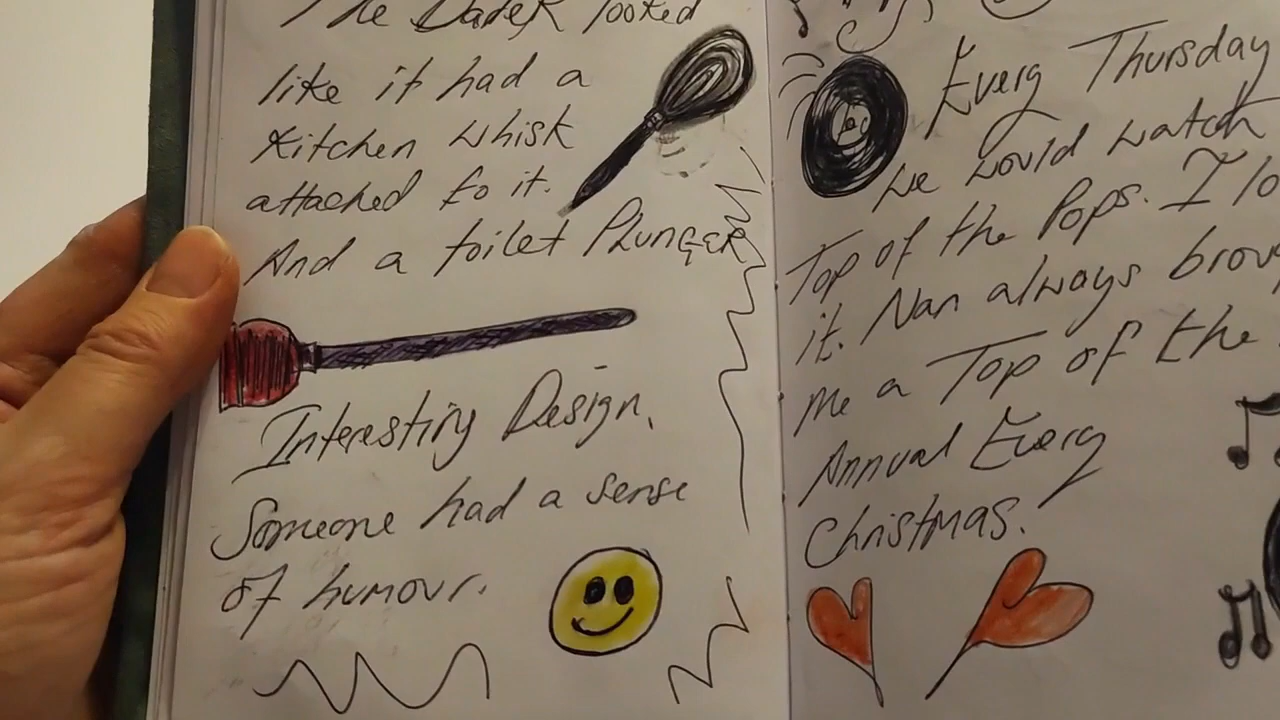 The Dalek looked
like it had a
Kitchen whisk
attached to it.
And a toilet Plunger
Interesting Design.
Someone had a sense
of humour.
Every Thursday
we would watch
Top of the Pops. I lo
it. Nan always brou
me a Top of the
Annual Every
Christmas.